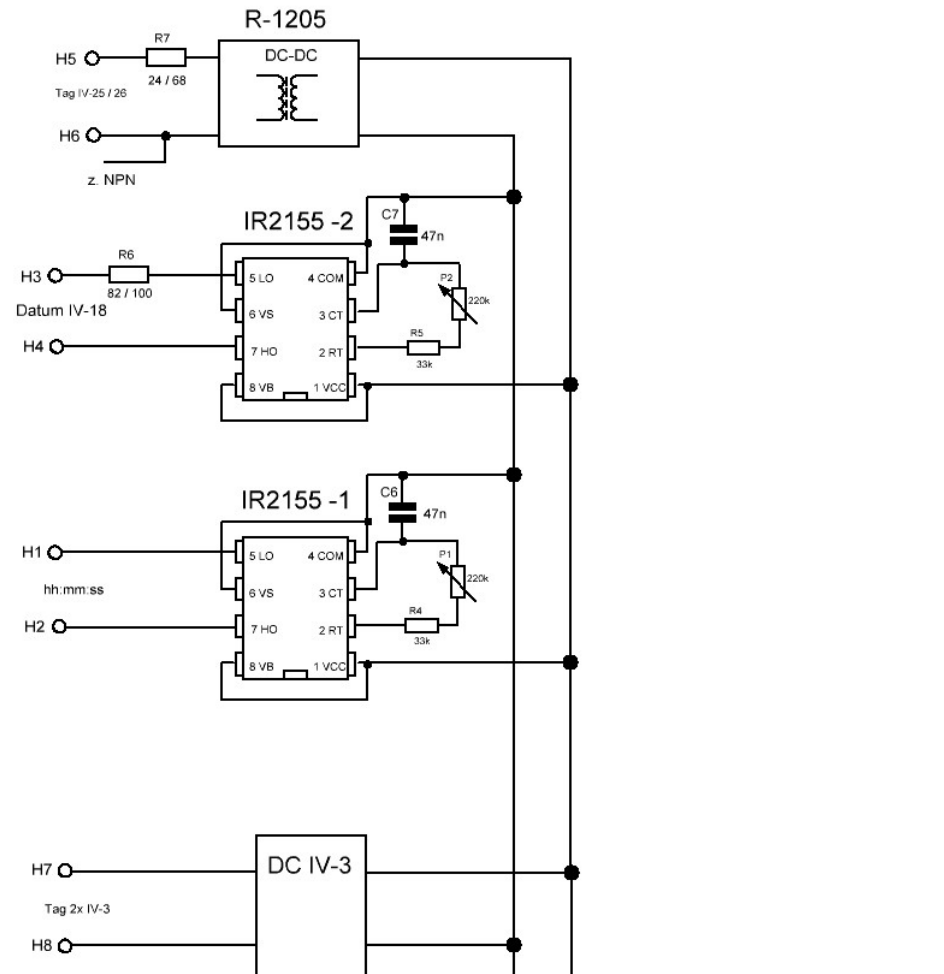 R-1205
R7
DC-DC
H5
24 / 68
Tag IV-25 / 26
H6
z. NPN
IR2155 -2
C7
47n
R6
H3
5 LO
4 COM
P2
82 / 100
220k
Datum IV-18
6 VS
3 CT
R5
H4
7 HO
2 RT
33k
8 VB
1 VCC
IR2155 -1
C6
47n
H1
5 LO
4 COM
P1
220k
hh:mm:ss
6 VS
3 CT
R4
H2
7 HO
2 RT
33k
8 VB
1 VCC
DC IV-3
H7
Tag 2x IV-3
H8